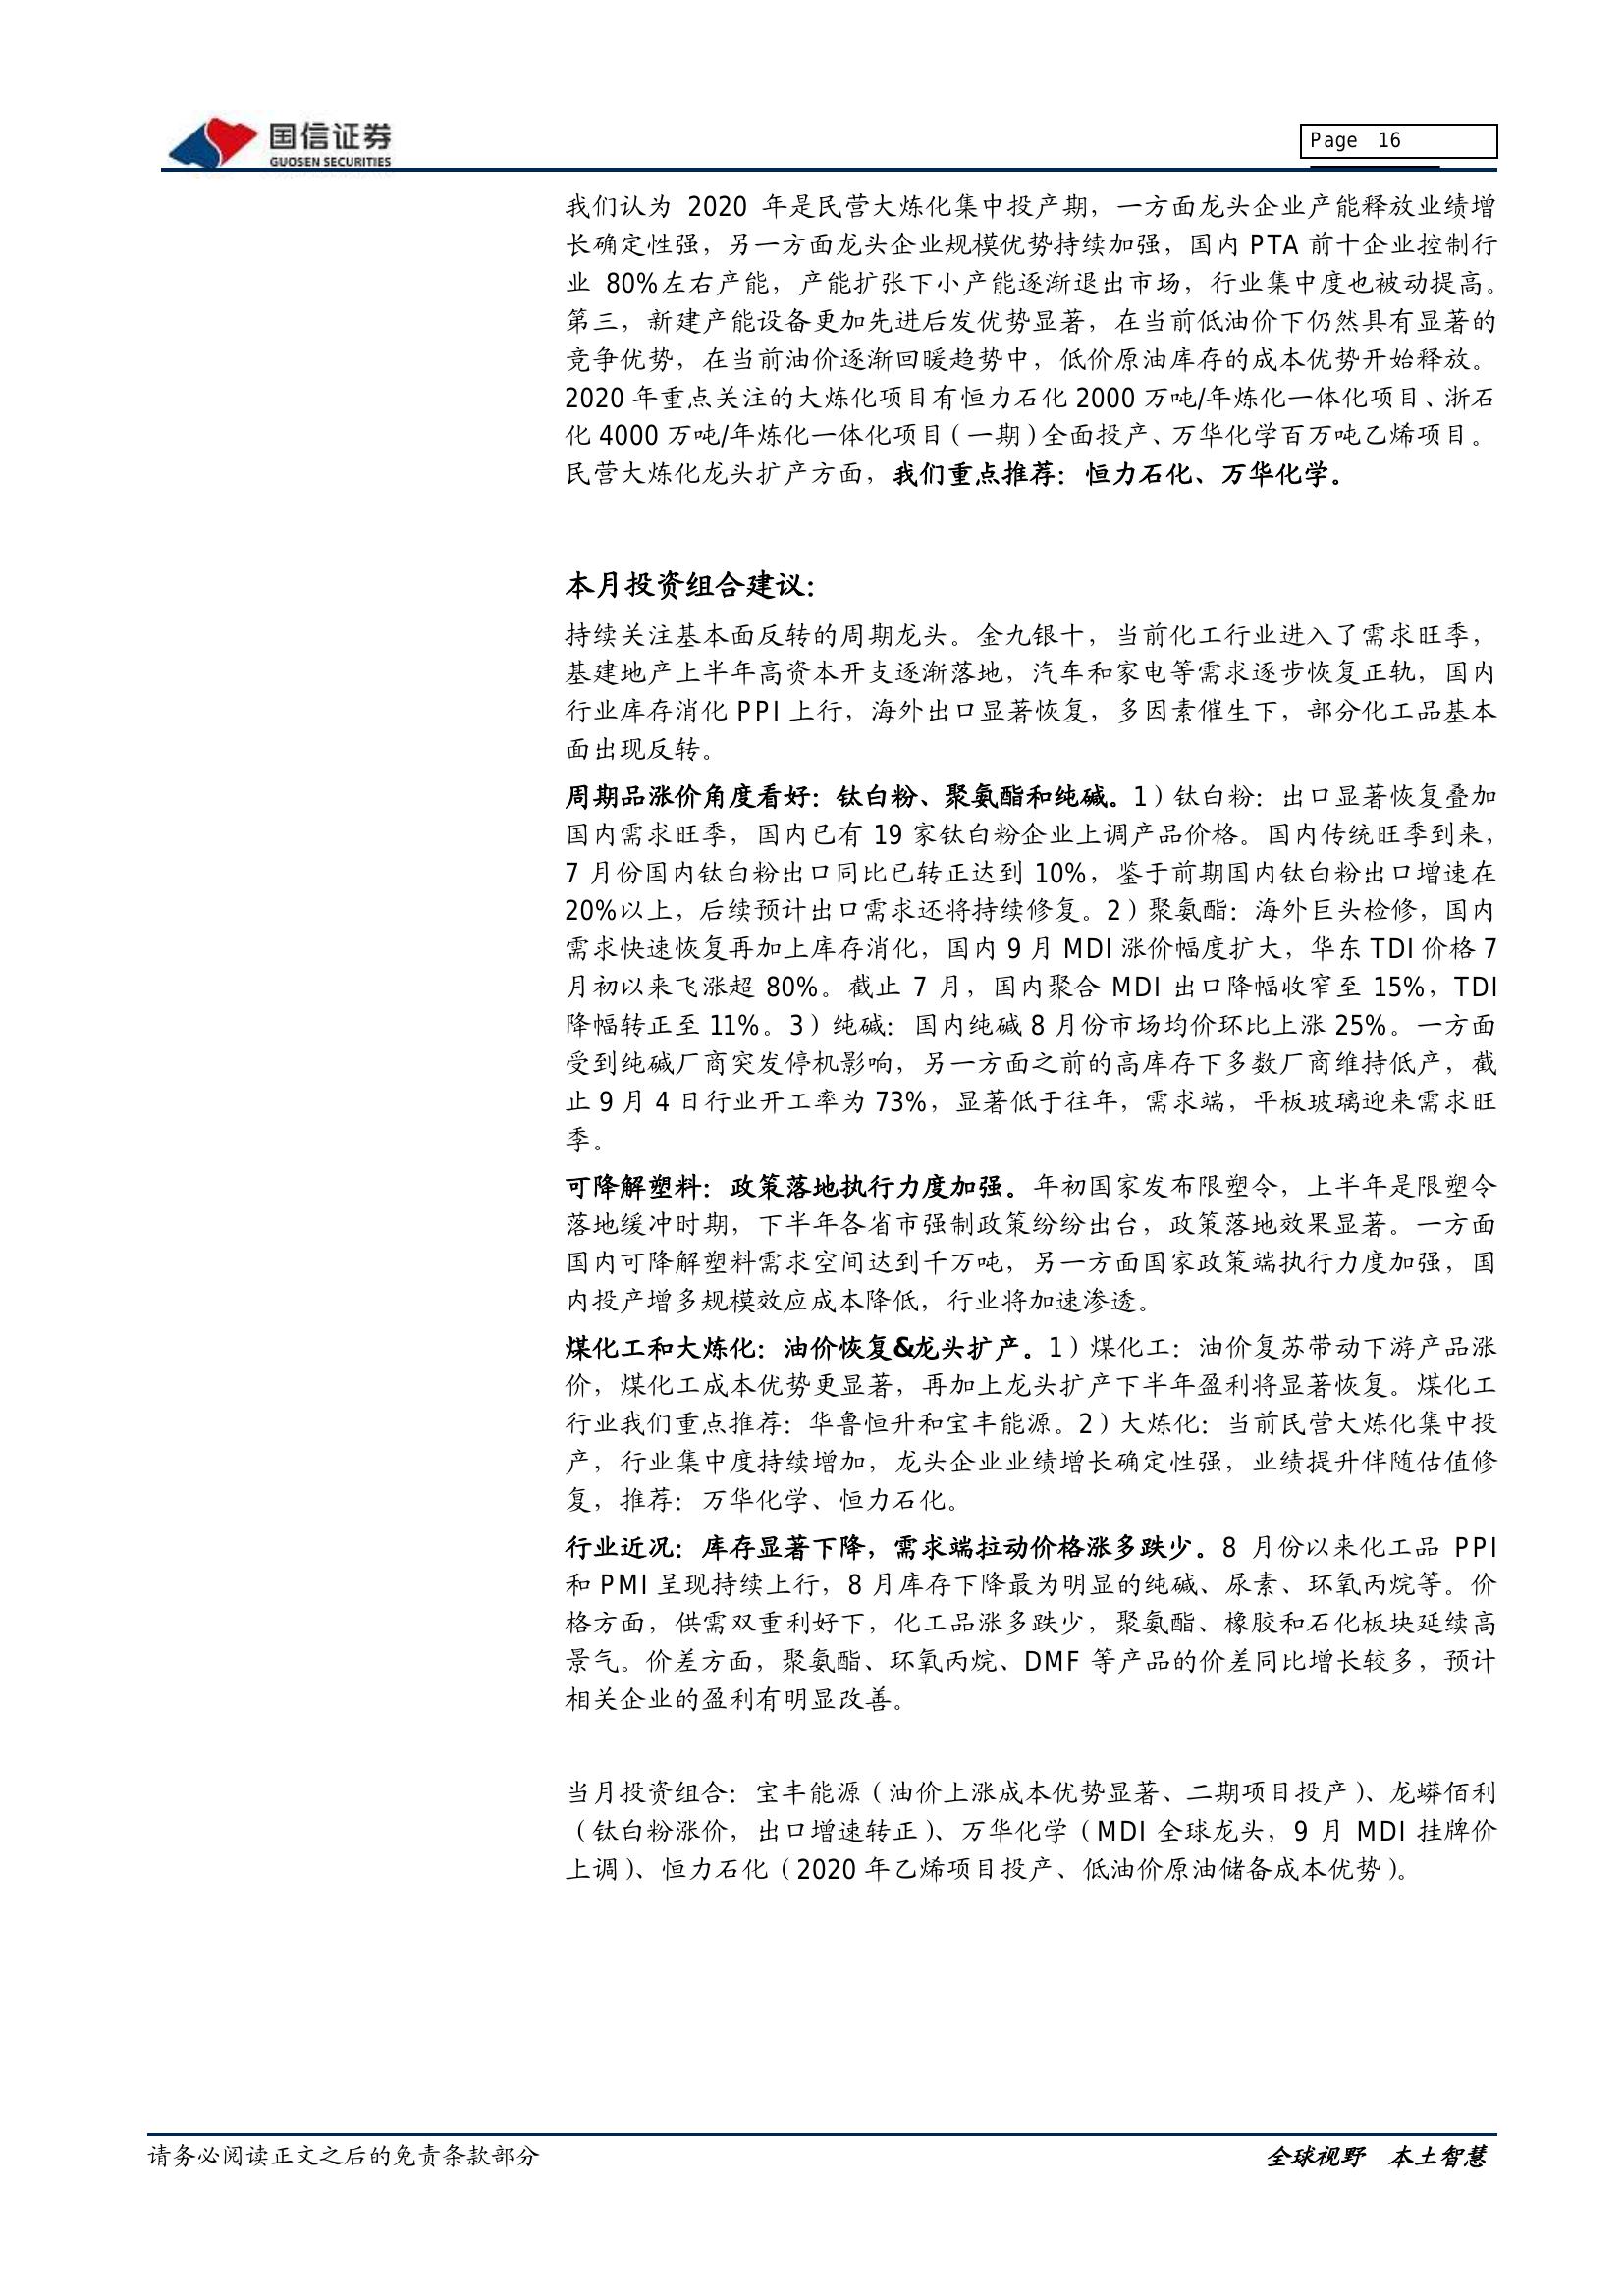 国信证券
GUOSEN SECURITIES
Page 16
我们认为 2020 年是民营大炼化集中投产期，一方面龙头企业产能释放业绩增
长确定性强，另一方面龙头企业规模优势持续加强，国内 PTA 前十企业控制行
业 80%左右产能，产能扩张下小产能逐渐退出市场，行业集中度也被动提高。
第三，新建产能设备更加先进后发优势显著，在当前低油价下仍然具有显著的
竞争优势，在当前油价逐渐回暖趋势中，低价原油库存的成本优势开始释放。
2020 年重点关注的大炼化项目有恒力石化 2000 万吨/年炼化一体化项目、浙石
化 4000 万吨/年炼化一体化项目（一期）全面投产、万华化学百万吨乙烯项目。
民营大炼化龙头扩产方面，我们重点推荐：恒力石化、万华化学。
本月投资组合建议：
持续关注基本面反转的周期龙头。金九银十，当前化工行业进入了需求旺季，
基建地产上半年高资本开支逐渐落地，汽车和家电等需求逐步恢复正轨，国内
行业库存消化 PPI 上行，海外出口显著恢复，多因素催生下，部分化工品基本
面出现反转。
周期品涨价角度看好：钛白粉、聚氨酯和纯碱。1）钛白粉：出口显著恢复叠加
国内需求旺季，国内已有 19 家钛白粉企业上调产品价格。国内传统旺季到来，
7 月份国内钛白粉出口同比已转正达到 10%，鉴于前期国内钛白粉出口增速在
20%以上，后续预计出口需求还将持续修复。2）聚氨酯：海外巨头检修，国内
需求快速恢复再加上库存消化，国内 9 月 MDI 涨价幅度扩大，华东 TDI 价格 7
月初以来飞涨超 80%。截止 7 月，国内聚合 MDI 出口降幅收窄至 15%，TDI
降幅转正至 11%。3）纯碱：国内纯碱 8 月份市场均价环比上涨 25%。一方面
受到纯碱厂商突发停机影响，另一方面之前的高库存下多数厂商维持低产，截
止 9 月 4 日行业开工率为 73%，显著低于往年，需求端，平板玻璃迎来需求旺
季。
可降解塑料：政策落地执行力度加强。年初国家发布限塑令，上半年是限塑令
落地缓冲时期，下半年各省市强制政策纷纷出台，政策落地效果显著。一方面
国内可降解塑料需求空间达到千万吨，另一方面国家政策端执行力度加强，国
内投产增多规模效应成本降低，行业将加速渗透。
煤化工和大炼化：油价恢复&龙头扩产。1）煤化工：油价复苏带动下游产品涨
价，煤化工成本优势更显著，再加上龙头扩产下半年盈利将显著恢复。煤化工
行业我们重点推荐：华鲁恒升和宝丰能源。2）大炼化：当前民营大炼化集中投
产，行业集中度持续增加，龙头企业业绩增长确定性强，业绩提升伴随估值修
复，推荐：万华化学、恒力石化。
行业近况：库存显著下降，需求端拉动价格涨多跌少。8 月份以来化工品 PPI
和 PMI 呈现持续上行，8 月库存下降最为明显的纯碱、尿素、环氧丙烷等。价
格方面，供需双重利好下，化工品涨多跌少，聚氨酯、橡胶和石化板块延续高
景气。价差方面，聚氨酯、环氧丙烷、DMF 等产品的价差同比增长较多，预计
相关企业的盈利有明显改善。
当月投资组合：宝丰能源（油价上涨成本优势显著、二期项目投产）、龙蟒佰利
（钛白粉涨价，出口增速转正）、万华化学（MDI 全球龙头，9 月 MDI 挂牌价
上调）、恒力石化（2020 年乙烯项目投产、低油价原油储备成本优势）。
请务必阅读正文之后的免责条款部分
全球视野 本土智慧